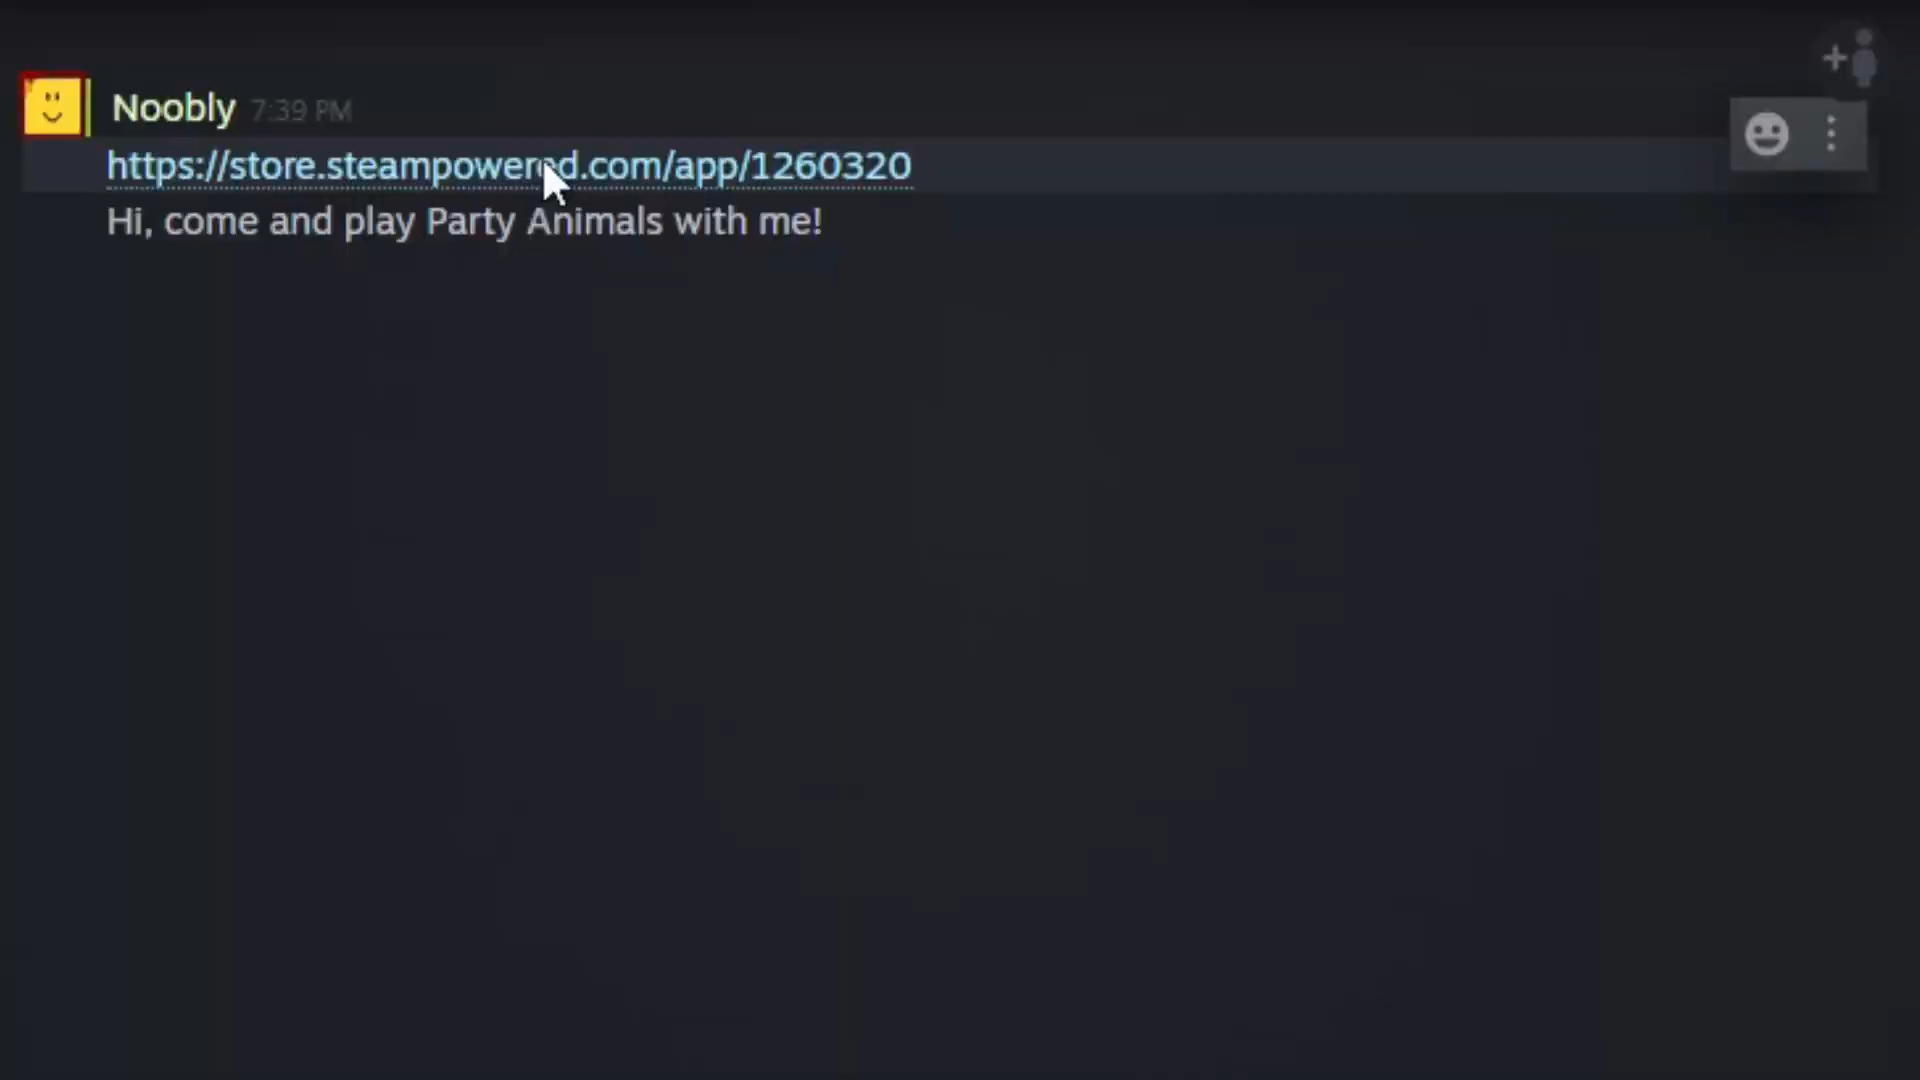 Noobly 7:39 PM
https://store.steampowered.com/app/1260320
Hi, come and play Party Animals with me!